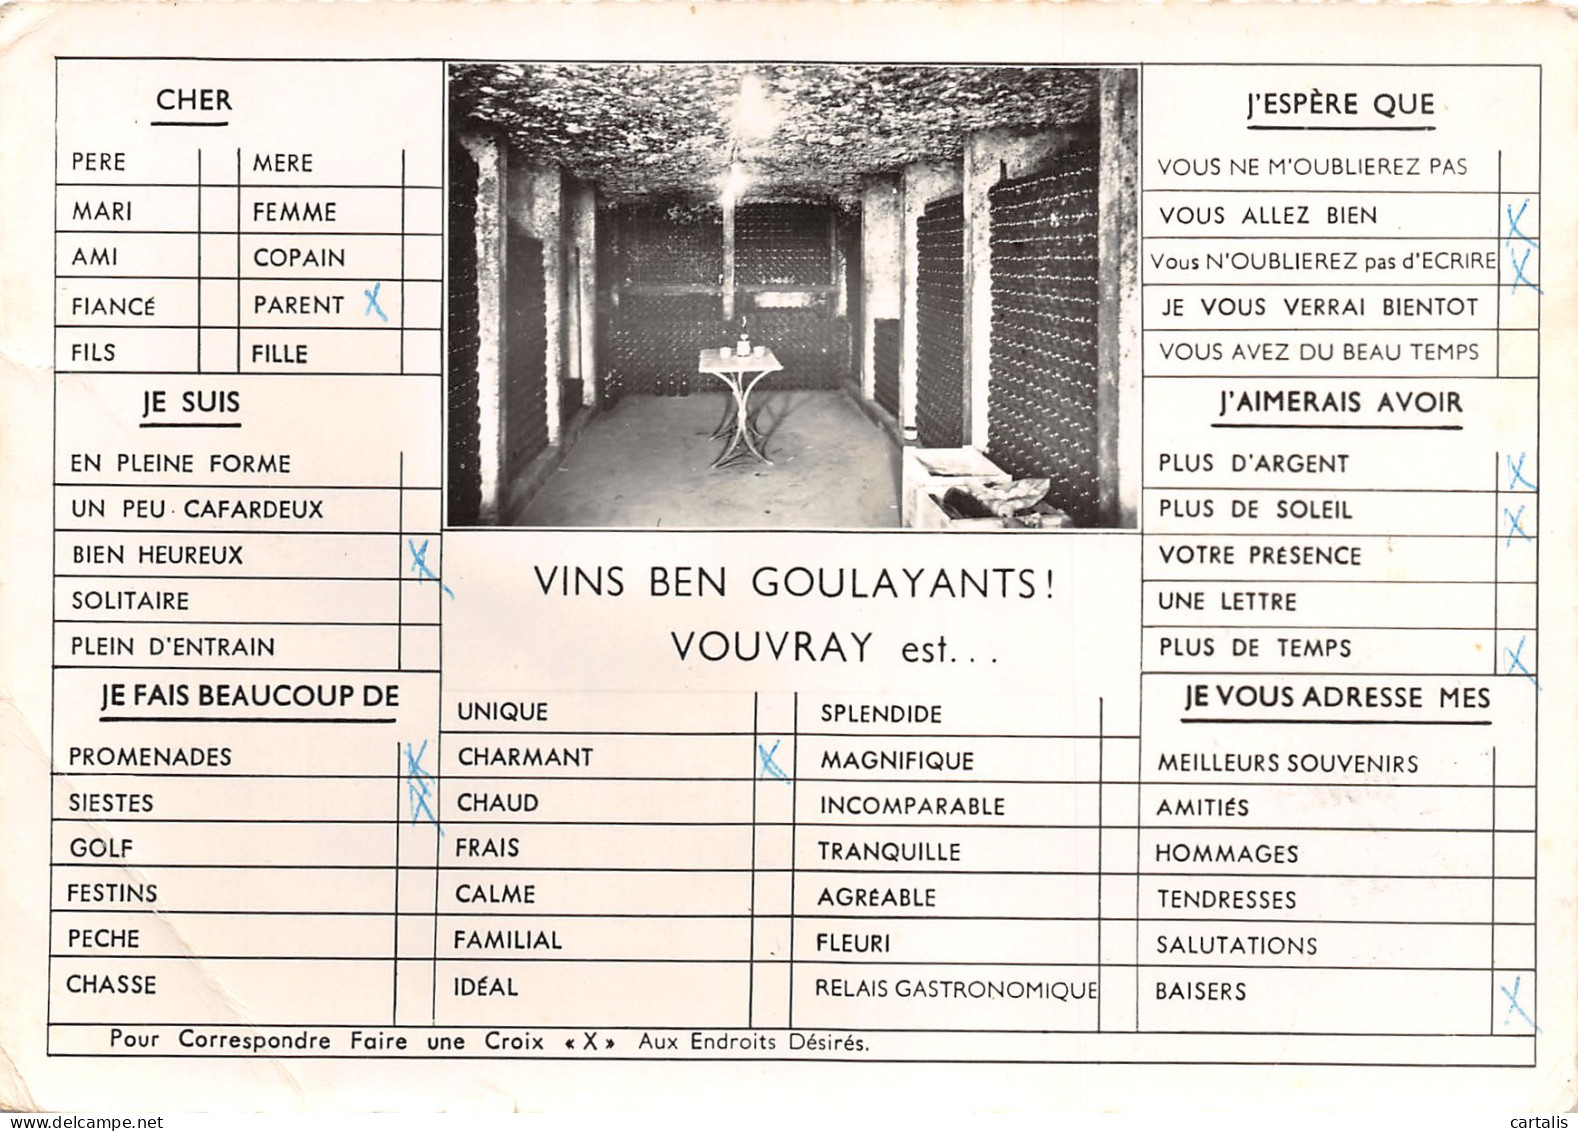 CHER
PERE MERE
MARI FEMME
AMI COPAIN
FIANCÉ PARENT X
FILS FILLE
JE SUIS
EN PLEINE FORME
UN PEU CAFARDEUX
BIEN HEUREUX X
SOLITAIRE
PLEIN D'ENTRAIN
JE FAIS BEAUCOUP DE
PROMENADES X
SIESTES X
GOLF
FESTINS
PECHE
CHASSE
VINS BEN GOULAYANTS!
VOUVRAY est...
UNIQUE SPLENDIDE
CHARMANT X MAGNIFIQUE
CHAUD INCOMPARABLE
FRAIS TRANQUILLE
CALME AGRÉABLE
FAMILIAL FLEURI
IDÉAL RELAIS GASTRONOMIQUE
J'ESPÈRE QUE
VOUS NE M'OUBLIEREZ PAS
VOUS ALLEZ BIEN X
Vous N'OUBLIEREZ pas d'ECRIRE X
JE VOUS VERRAI BIENTOT
VOUS AVEZ DU BEAU TEMPS
J'AIMERAIS AVOIR
PLUS D'ARGENT X
PLUS DE SOLEIL X
VOTRE PRÉSENCE
UNE LETTRE
PLUS DE TEMPS X
JE VOUS ADRESSE MES
MEILLEURS SOUVENIRS
AMITIÉS
HOMMAGES
TENDRESSES
SALUTATIONS
BAISERS X
Pour Correspondre Faire une Croix «X» Aux Endroits Désirés.
cartalis